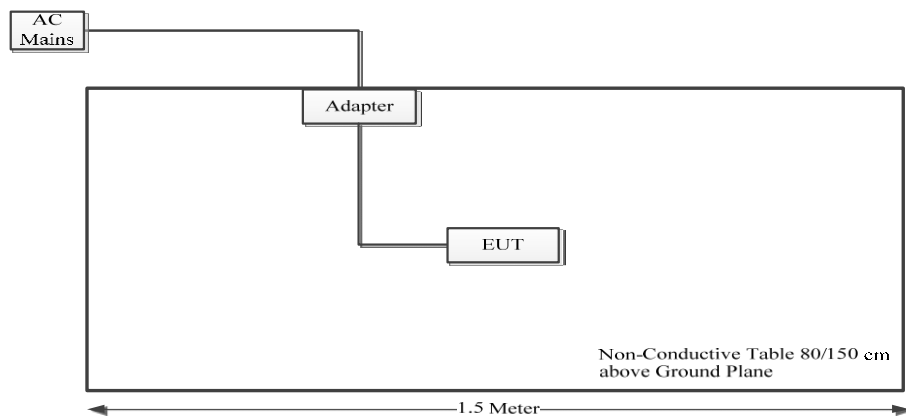 AC
Mains
Adapter
EUT
Non-Conductive Table 80/150 cm
above Ground Plane
1.5 Meter